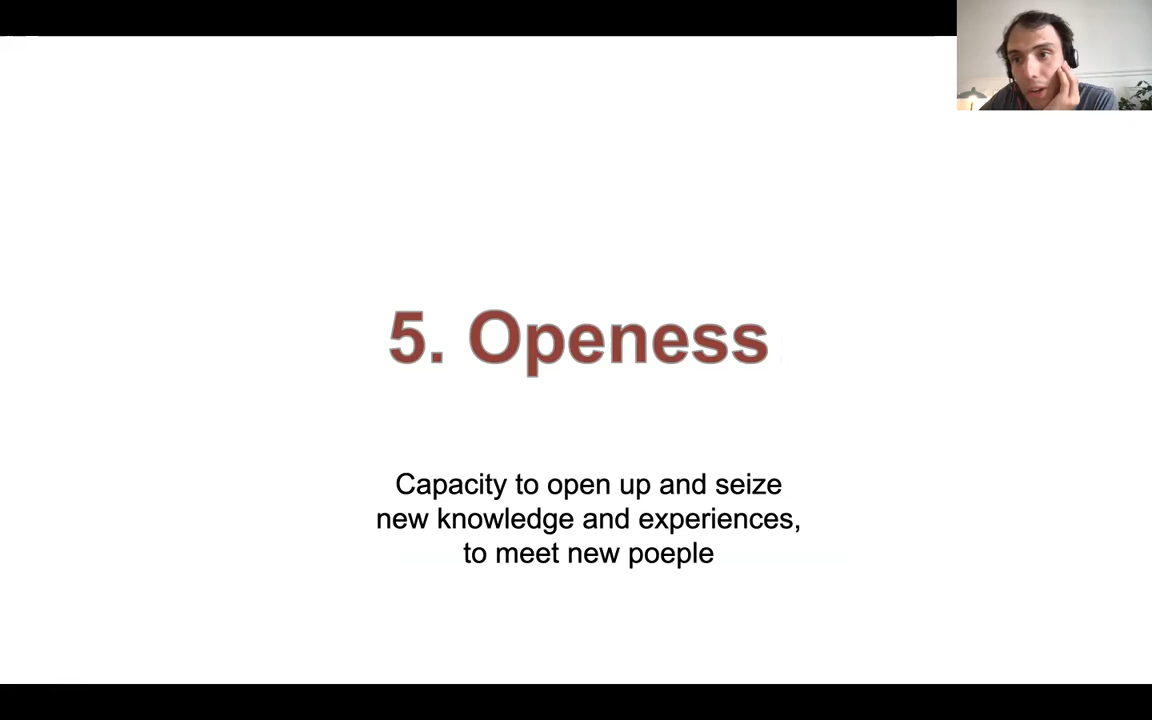 5. Openess
Capacity to open up and seize
new knowledge and experiences,
to meet new poeple